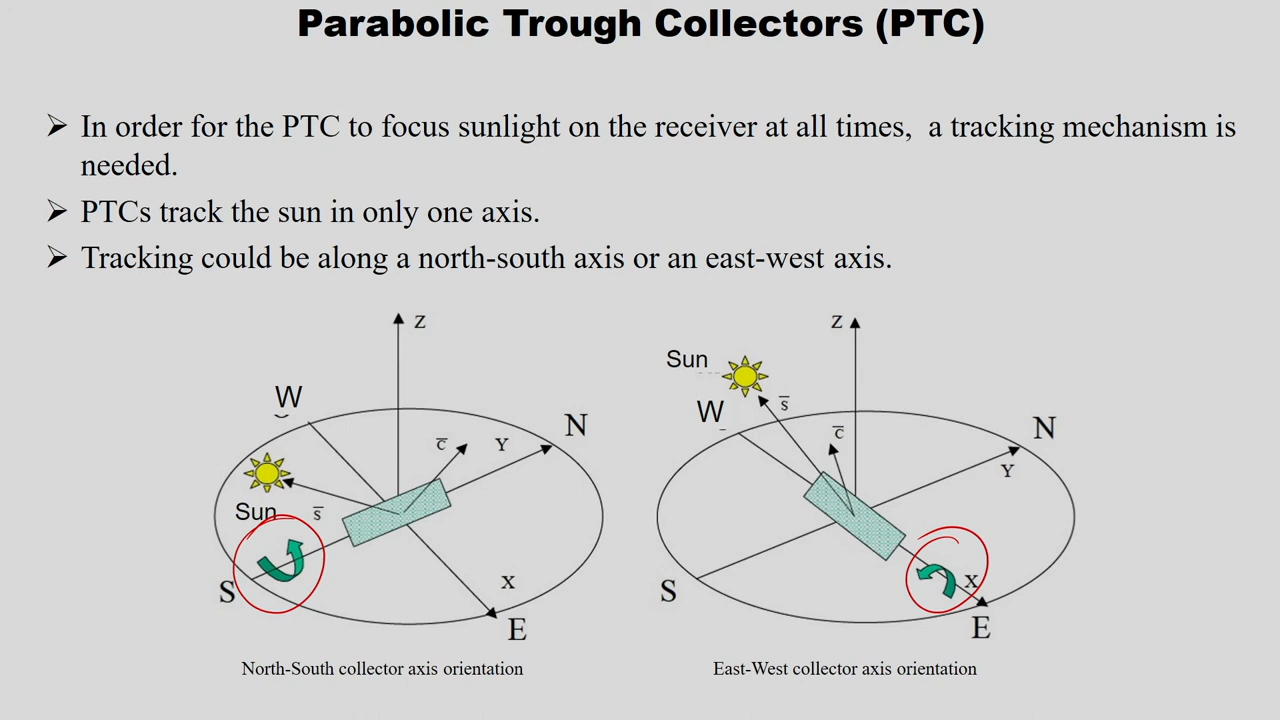 Parabolic Trough Collectors (PTC)
➢ In order for the PTC to focus sunlight on the receiver at all times, a tracking mechanism is
needed.
➢ PTCs track the sun in only one axis.
➢ Tracking could be along a north-south axis or an east-west axis.
Z
W
N
c̅
Y
Sun
s̅
S
X
E
North-South collector axis orientation
Z
Sun
W
s̅
c̅
N
Y
S
X
E
East-West collector axis orientation